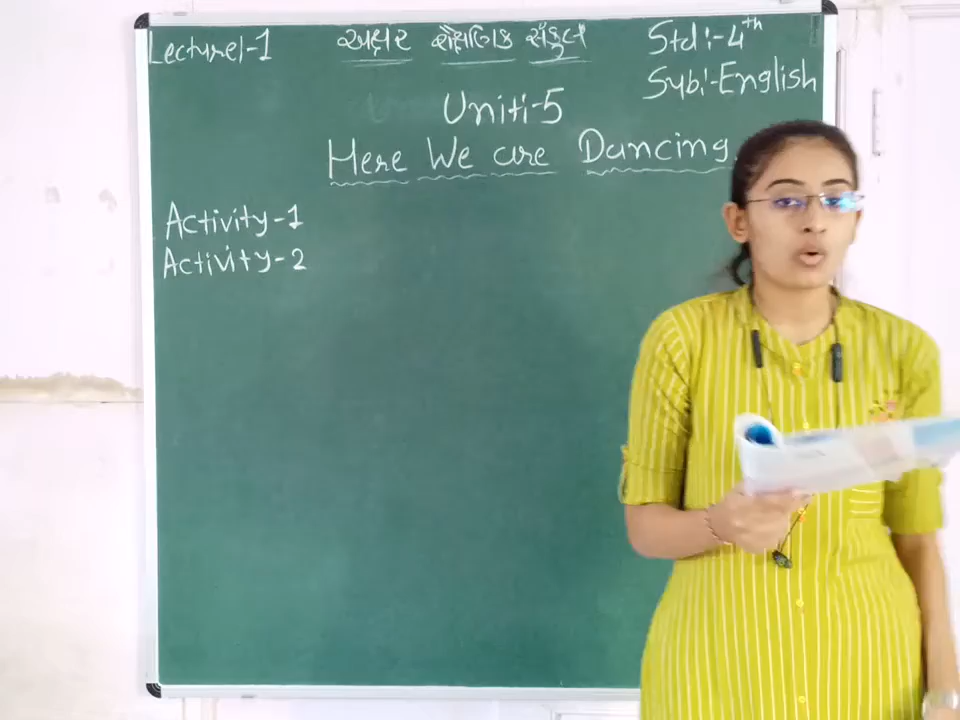 Lecture:-1
અક્ષર શૈક્ષણિક સંકુલ
Std:-4th
Sub:-English
Unit:-5
Here We are Dancing
Activity-1
Activity-2